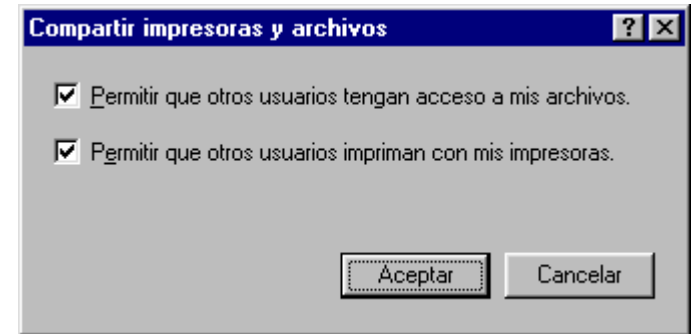 Compartir impresoras y archivos
Permitir que otros usuarios tengan acceso a mis archivos.
Permitir que otros usuarios impriman con mis impresoras.
Aceptar Cancelar